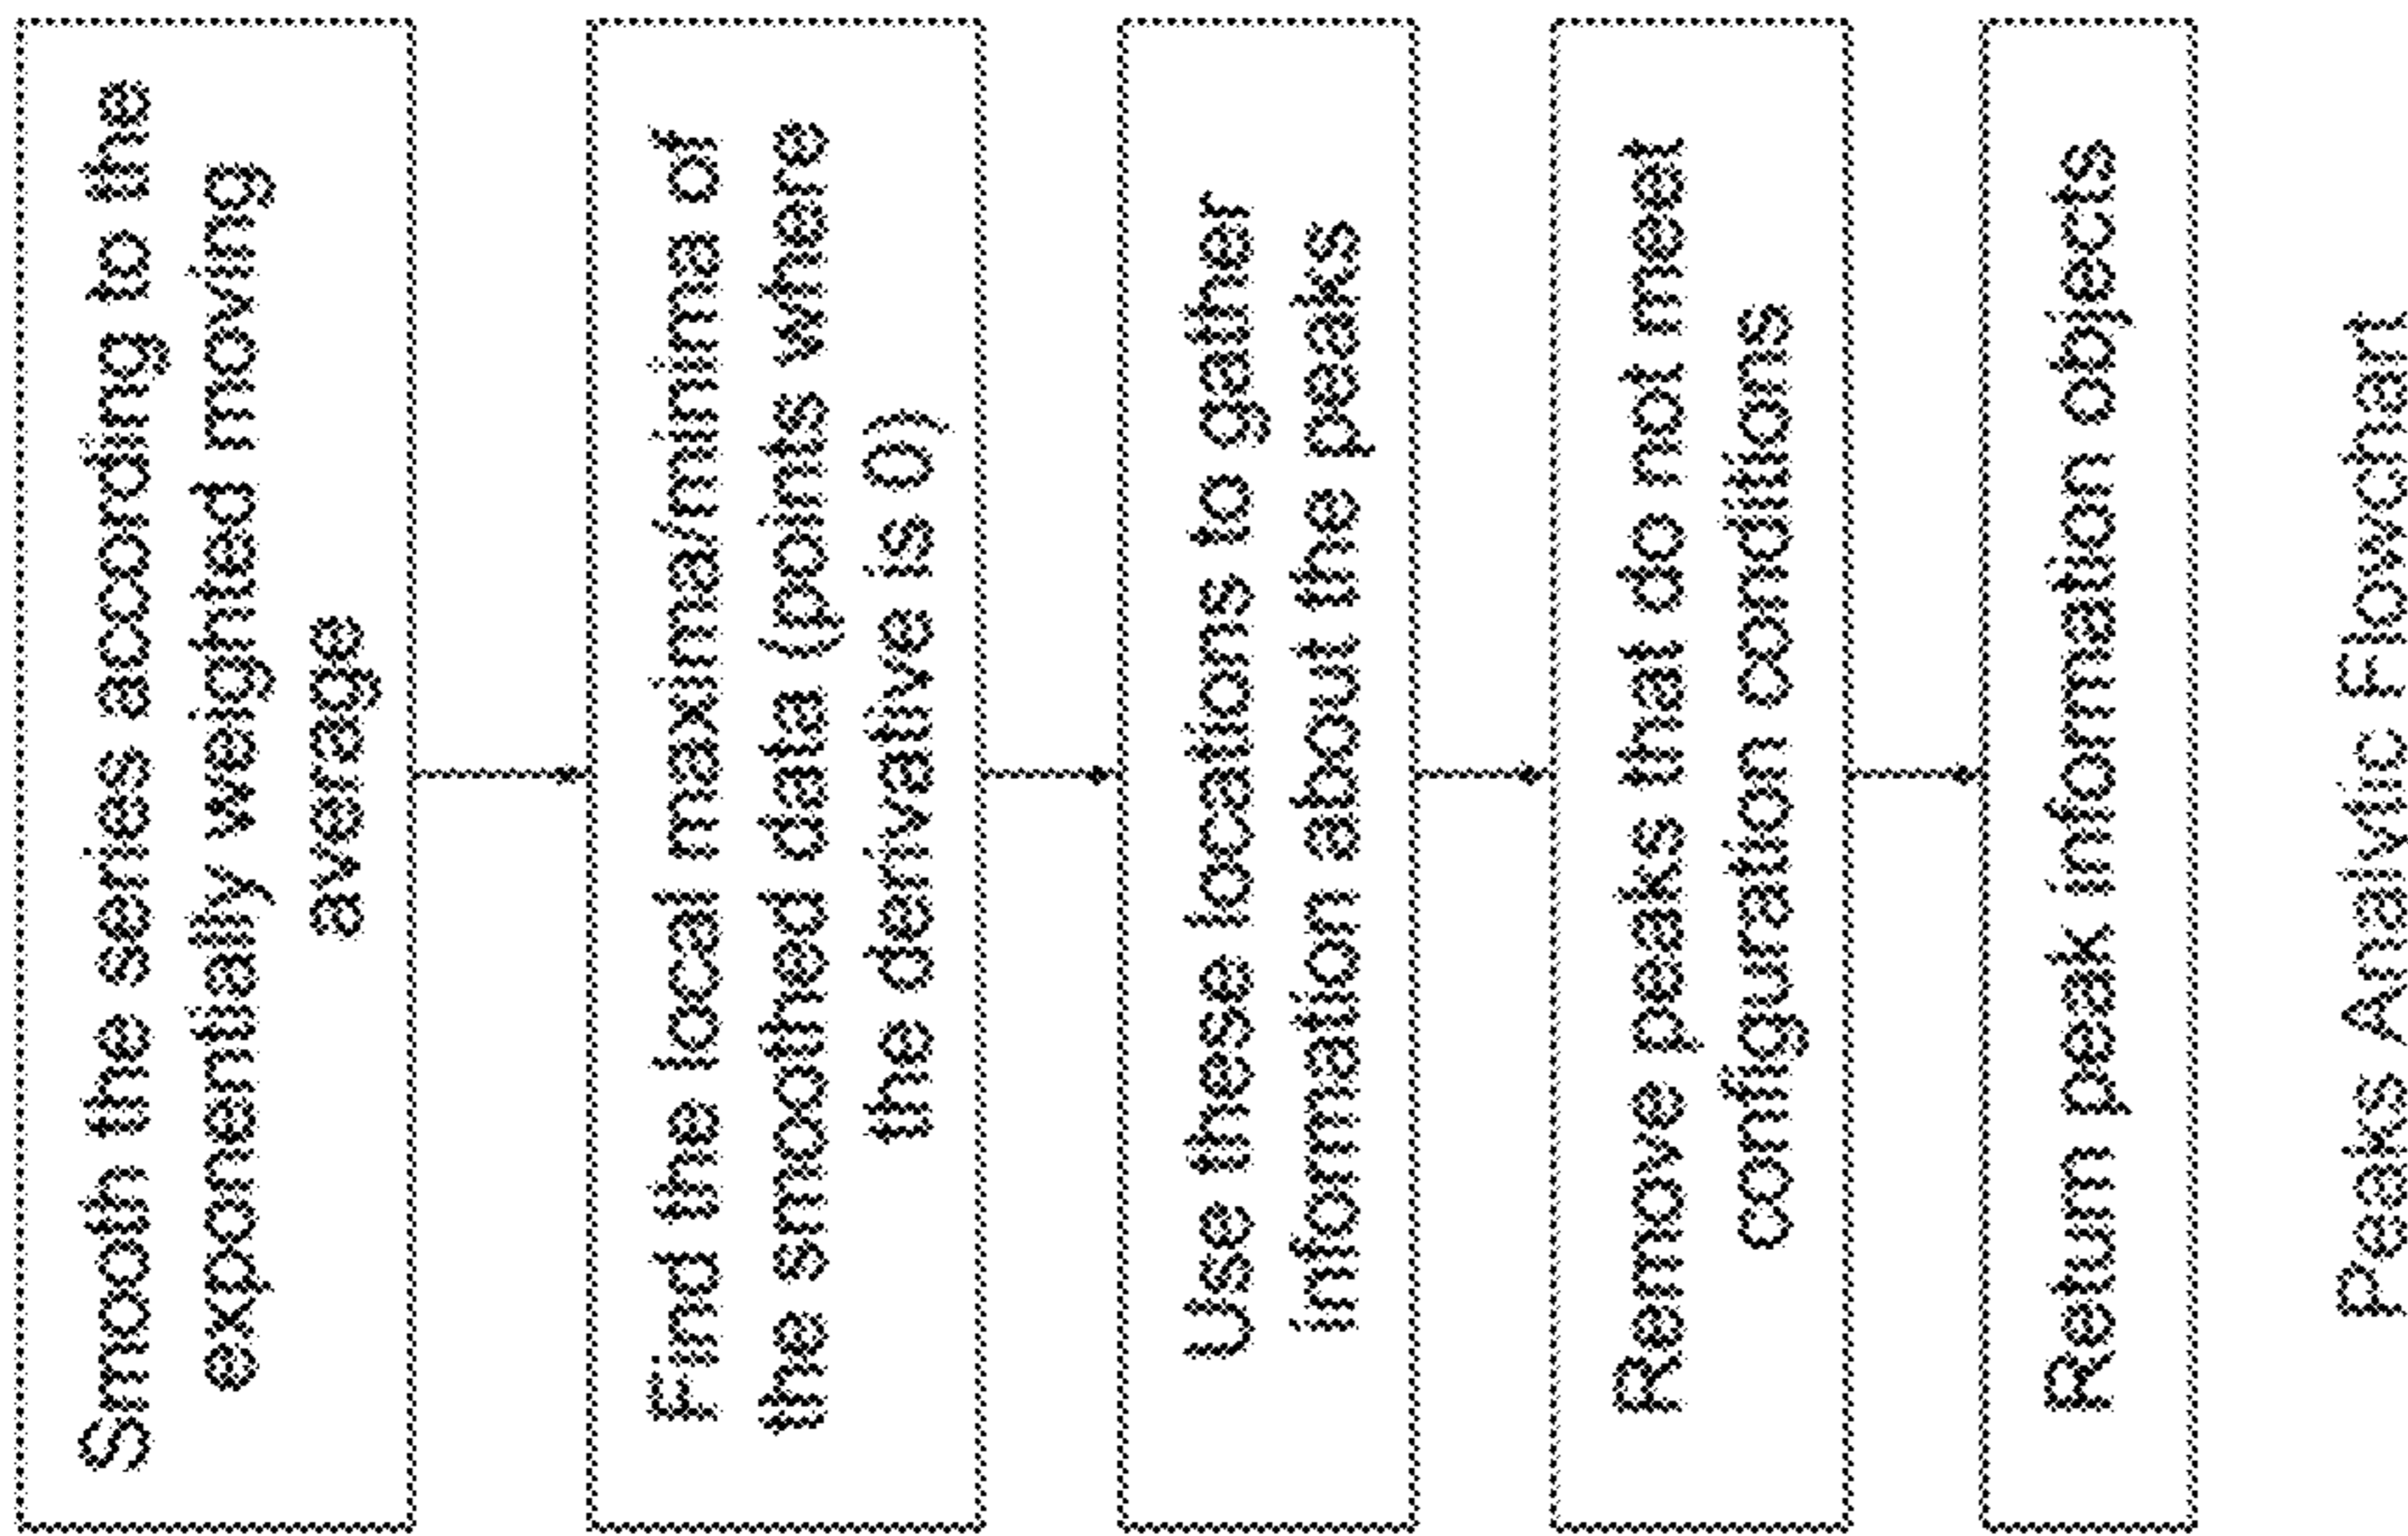 Smooth the series according to the
exponentially weighted moving
average
Find the local maxima/minima of
the smoothed data (points where
the derivative is 0)
Use these locations to gather
information about the peaks
Remove peaks that do not meet
configuration conditions
Return peak information objects
Peaks Analytic Flowchart